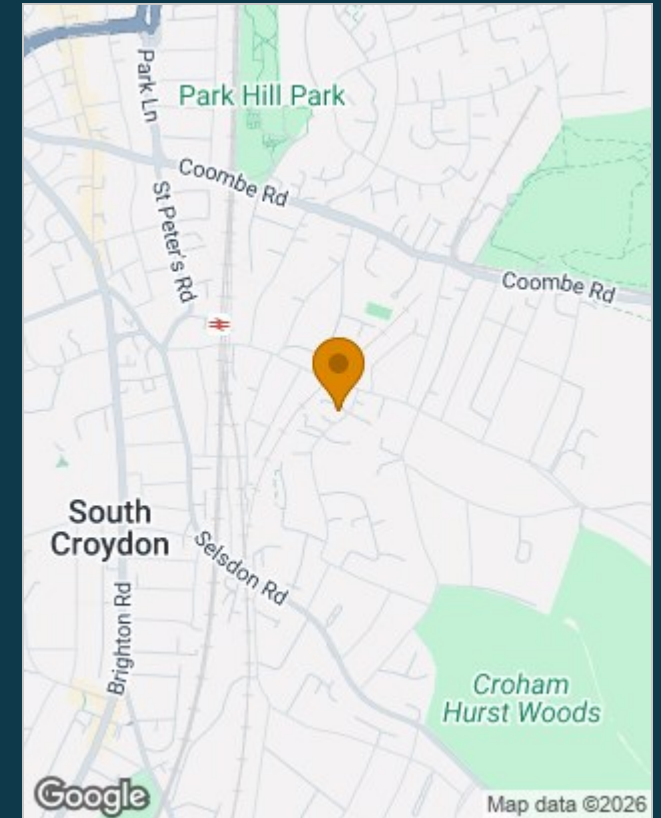 Park Ln
Park Hill Park
Coombe Rd
St Peter's Rd
Coombe Rd
South
Croydon
Selsdon Rd
Brighton Rd
Croham
Hurst Woods
Google
Map data ©2026